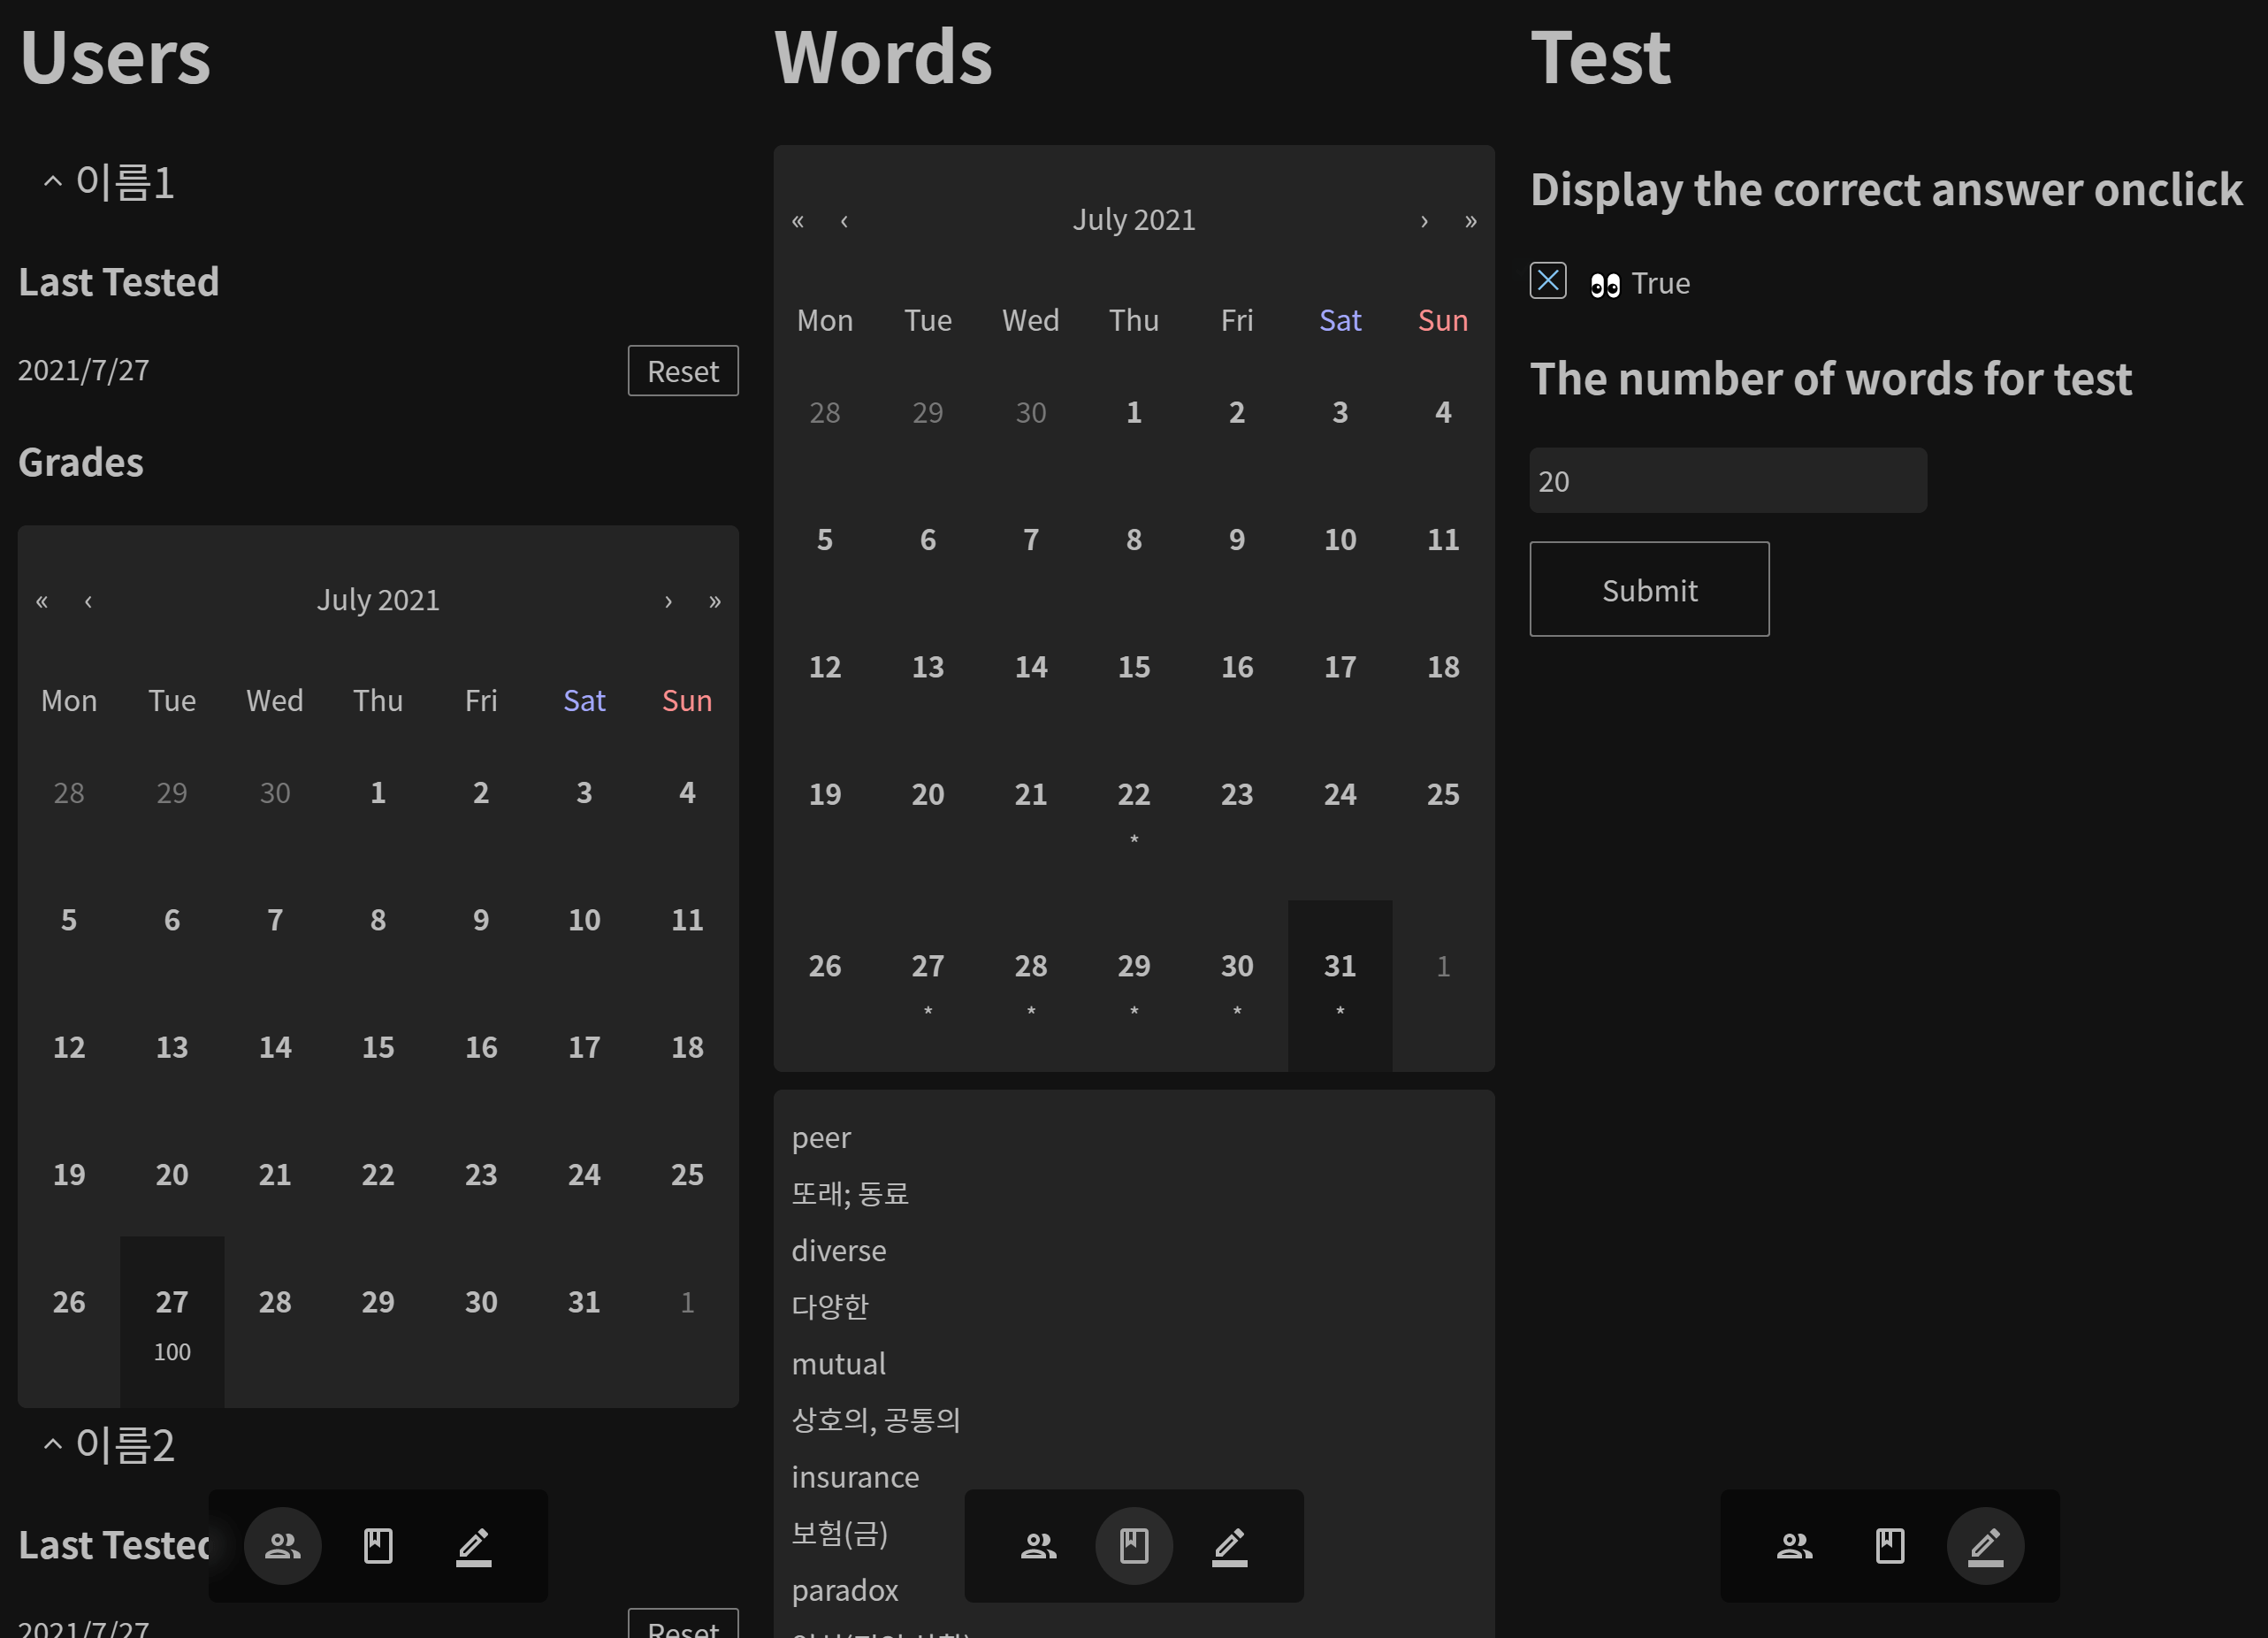 Users
이름1
Last Tested
2021/7/27 Reset
Grades
« ‹ July 2021 › »
Mon Tue Wed Thu Fri Sat Sun
28 29 30 1 2 3 4
5 6 7 8 9 10 11
12 13 14 15 16 17 18
19 20 21 22 23 24 25
26 27 28 29 30 31 1
100
이름2
Last Tested
2021/7/27 Reset
Words
« ‹ July 2021 › »
Mon Tue Wed Thu Fri Sat Sun
28 29 30 1 2 3 4
5 6 7 8 9 10 11
12 13 14 15 16 17 18
19 20 21 22 23 24 25
*
26 27 28 29 30 31 1
* * * * *
peer
또래; 동료
diverse
다양한
mutual
상호의, 공통의
insurance
보험(금)
paradox
Test
Display the correct answer onclick
👀 True
The number of words for test
20
Submit